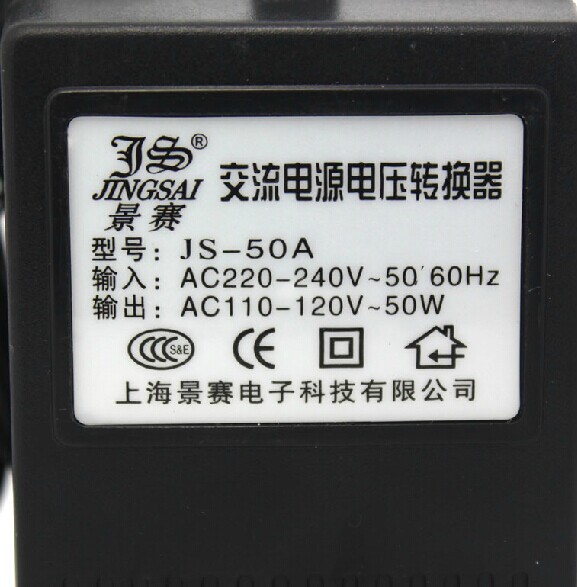 JS®
JINGSAI
景赛
交流电源电压转换器
型号: JS-50A
输入: AC220-240V~50/60Hz
输出: AC110-120V~50W
CCC S&E CE
上海景赛电子科技有限公司